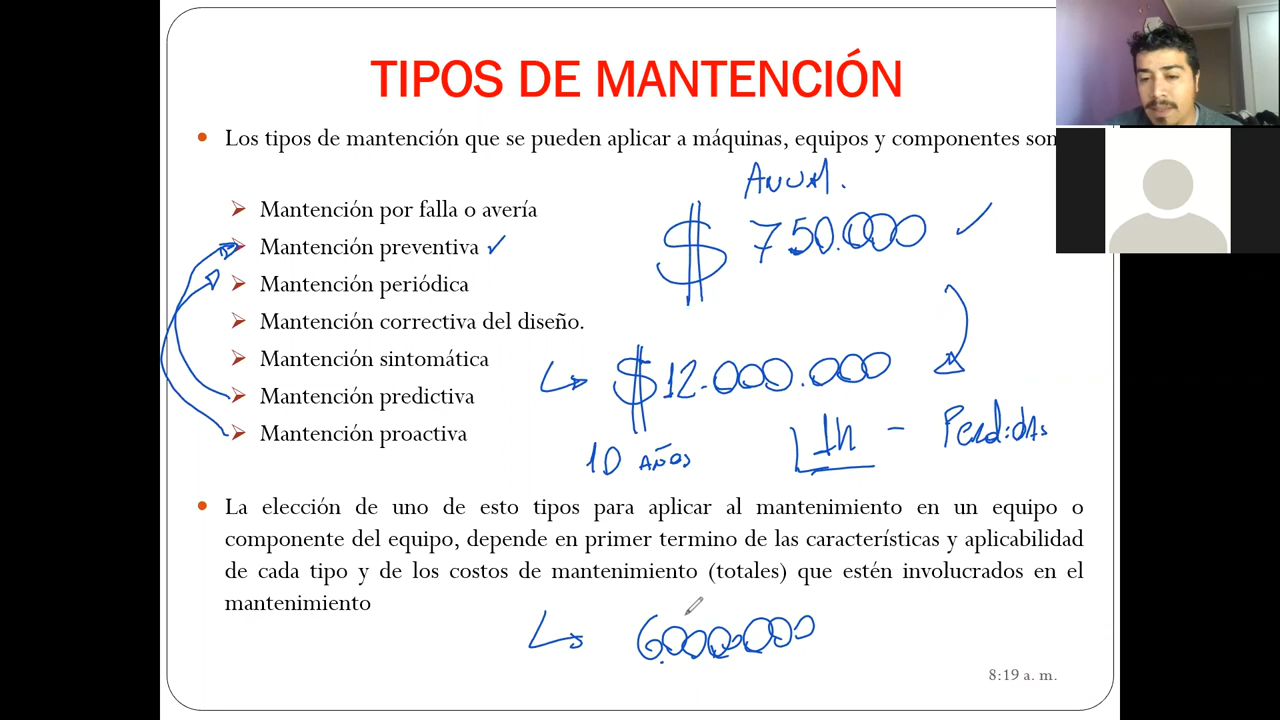 TIPOS DE MANTENCIÓN
Los tipos de mantención que se pueden aplicar a máquinas, equipos y componentes son
ANUAL.
$ 750.000
Mantención por falla o avería
Mantención preventiva
Mantención periódica
Mantención correctiva del diseño.
Mantención sintomática
Mantención predictiva
Mantención proactiva
$12.000.000
10 AÑOS
1h - Perdidas
La elección de uno de esto tipos para aplicar al mantenimiento en un equipo o
componente del equipo, depende en primer termino de las características y aplicabilidad
de cada tipo y de los costos de mantenimiento (totales) que estén involucrados en el
mantenimiento
8:19 a. m.